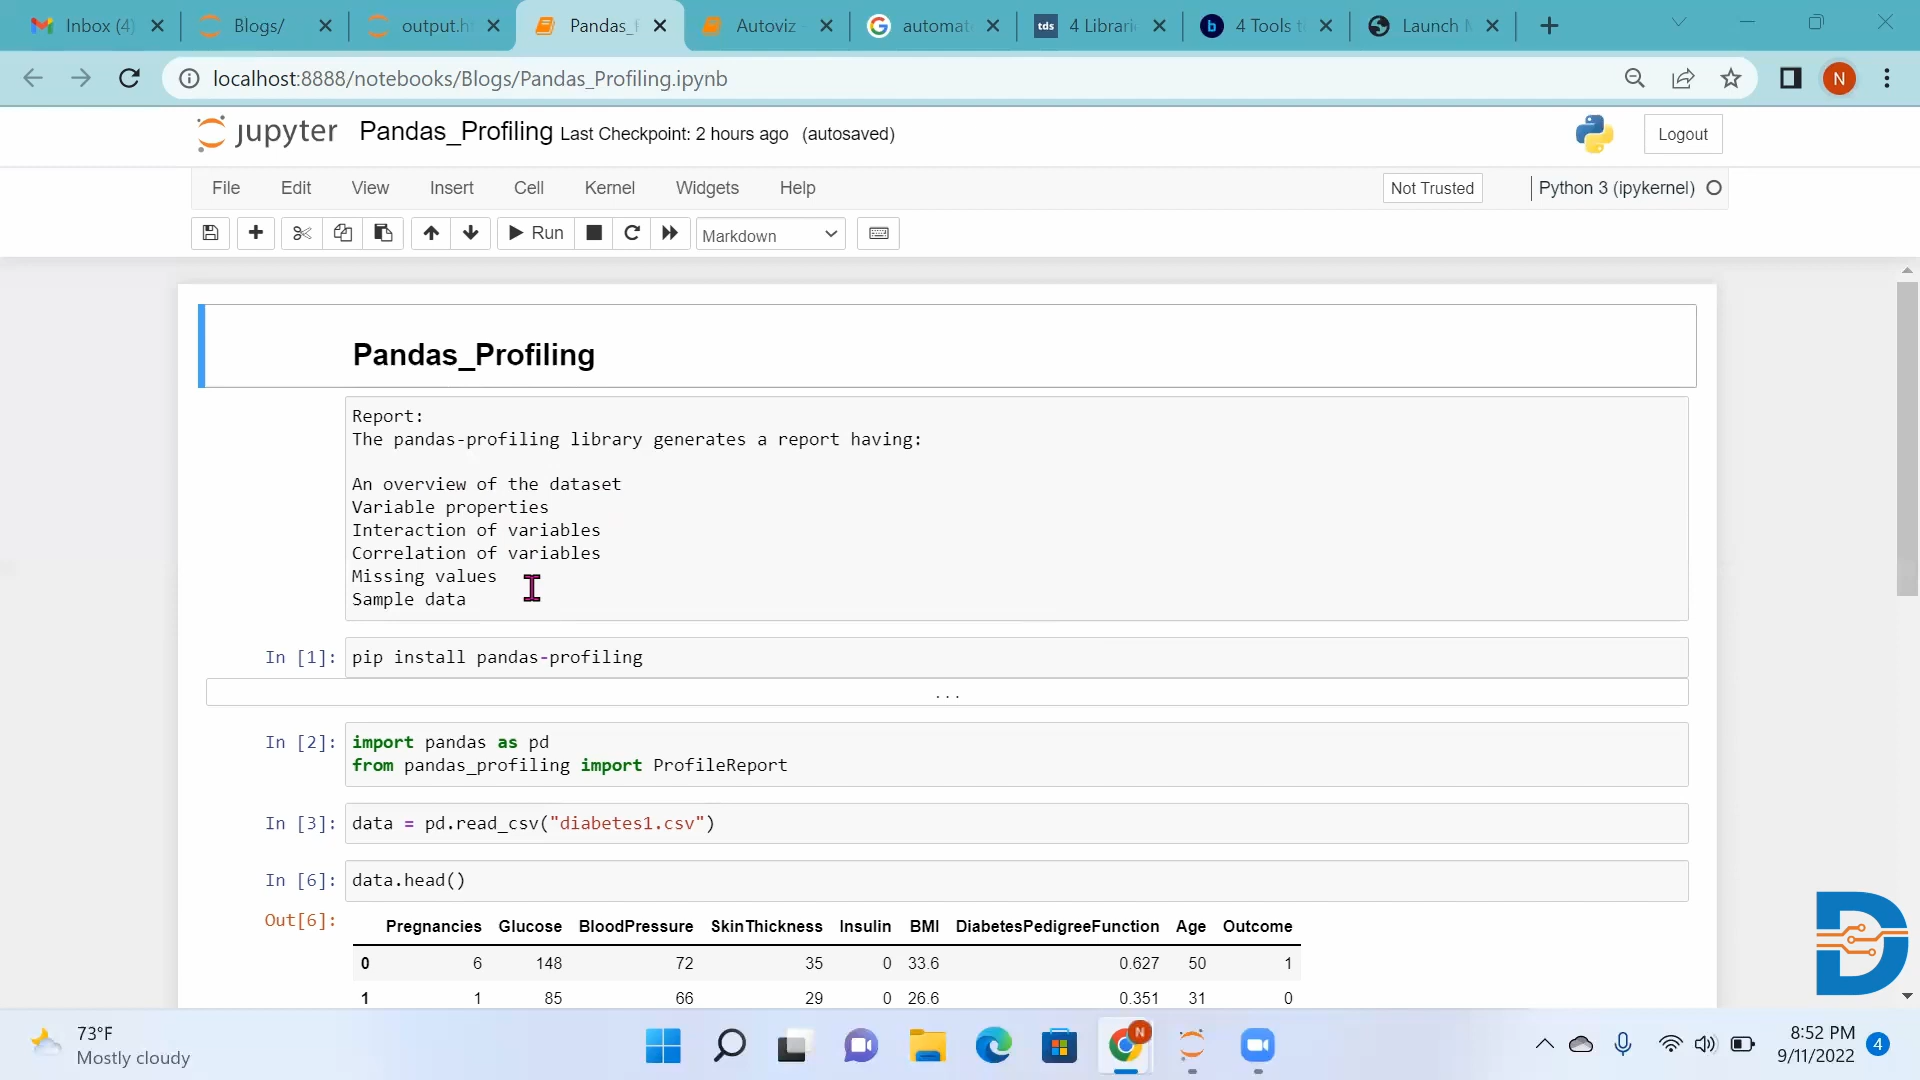 Inbox (4)
Blogs/
output.ht
Pandas_f
Autoviz
automat
tds
4 Librari
b
4 Tools t
Launch
localhost:8888/notebooks/Blogs/Pandas_Profiling.ipynb
N
jupyter Pandas_Profiling Last Checkpoint: 2 hours ago (autosaved)
Logout
File Edit View Insert Cell Kernel Widgets Help
Not Trusted
Python 3 (ipykernel)
Run
Markdown
Pandas_Profiling
Report:
The pandas-profiling library generates a report having:
An overview of the dataset
Variable properties
Interaction of variables
Correlation of variables
Missing values
Sample data
In [1]: pip install pandas-profiling
...
In [2]: import pandas as pd
from pandas_profiling import ProfileReport
In [3]: data = pd.read_csv("diabetes1.csv")
In [6]: data.head()
Out[6]:
Pregnancies Glucose BloodPressure SkinThickness Insulin BMI DiabetesPedigreeFunction Age Outcome
0 6 148 72 35 0 33.6 0.627 50 1
1 1 85 66 29 0 26.6 0.351 31 0
73°F
Mostly cloudy
N
8:52 PM
9/11/2022
4